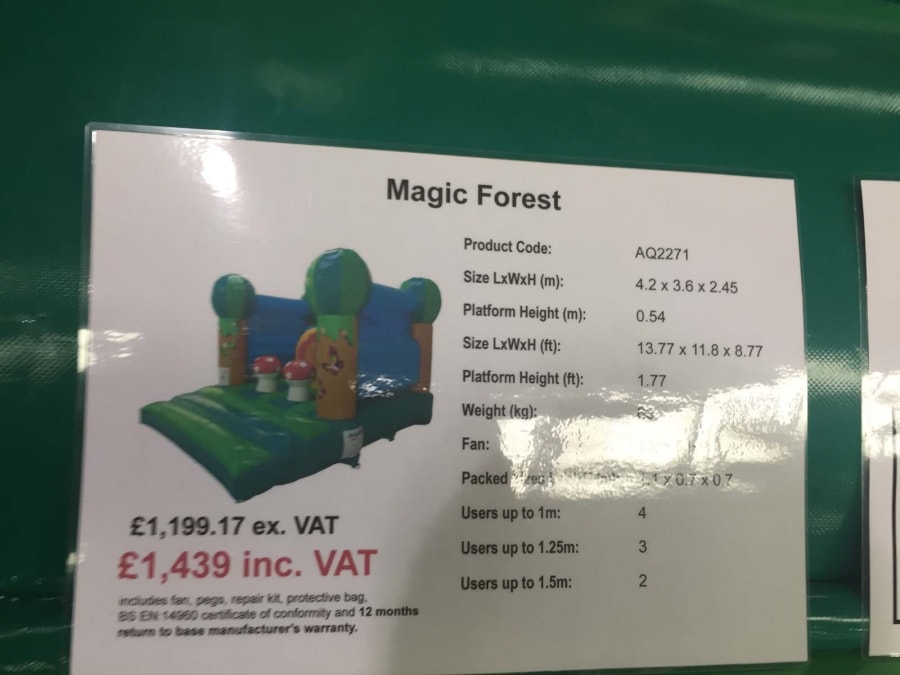 Magic Forest
Product Code: AQ2271
Size LxWxH (m): 4.2 x 3.6 x 2.45
Platform Height (m): 0.54
Size LxWxH (ft): 13.77 x 11.8 x 8.77
Platform Height (ft): 1.77
Weight (kg):
Fan:
Packed x 0.7 x 0.7
Users up to 1m: 4
Users up to 1.25m: 3
Users up to 1.5m: 2
£1,199.17 ex. VAT
£1,439 inc. VAT
includes fan, pegs, repair kit, protective bag,
BS EN:14960 certificate of conformity and 12 months
return to base manufacturer's warranty.